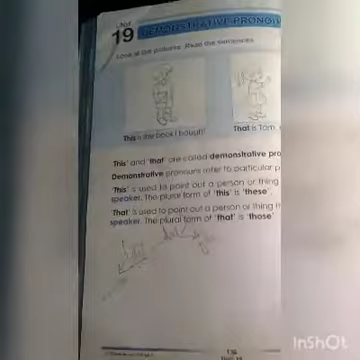 Unit
19 DEMONSTRATIVE PRONOU
Look at the pictures. Read the sentences.
This is the book I bought.
That is Tom,
'This' and 'that' are called demonstrative pro
Demonstrative pronouns refer to particular p
'This' is used to point out a person or thing
speaker. The plural form of 'this' is 'these'.
'That' is used to point out a person or thing
speaker. The plural form of 'that' is 'those'
InShOt